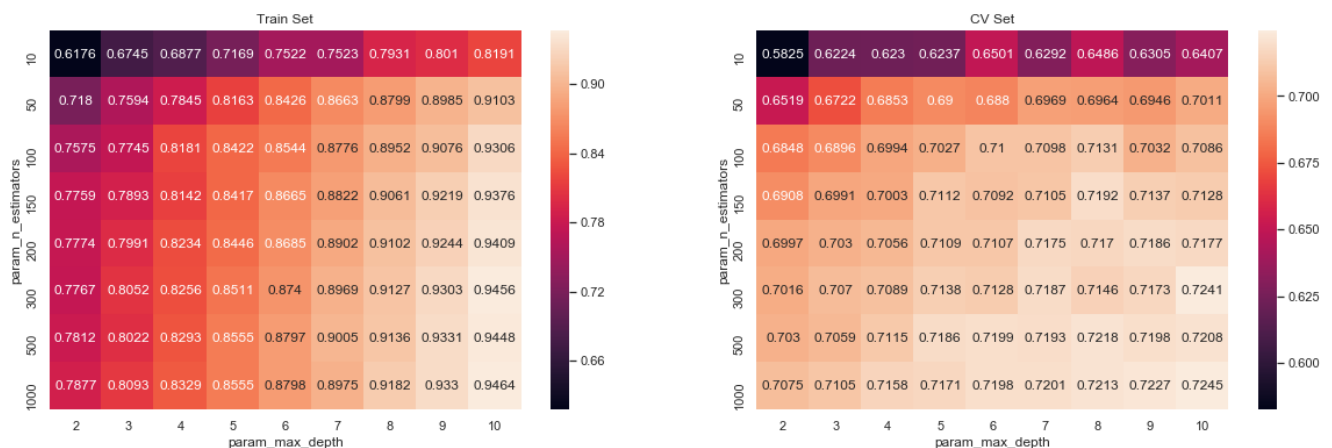 Train Set
param_n_estimators
10 0.6176 0.6745 0.6877 0.7169 0.7522 0.7523 0.7931 0.801 0.8191
50 0.718 0.7594 0.7845 0.8163 0.8426 0.8663 0.8799 0.8985 0.9103
100 0.7575 0.7745 0.8181 0.8422 0.8544 0.8776 0.8952 0.9076 0.9306
150 0.7759 0.7893 0.8142 0.8417 0.8665 0.8822 0.9061 0.9219 0.9376
200 0.7774 0.7991 0.8234 0.8446 0.8685 0.8902 0.9102 0.9244 0.9409
300 0.7767 0.8052 0.8256 0.8511 0.874 0.8969 0.9127 0.9303 0.9456
500 0.7812 0.8022 0.8293 0.8555 0.8797 0.9005 0.9136 0.9331 0.9448
1000 0.7877 0.8093 0.8329 0.8555 0.8798 0.8975 0.9182 0.933 0.9464
2 3 4 5 6 7 8 9 10
param_max_depth
0.90
0.84
0.78
0.72
0.66
CV Set
param_n_estimators
10 0.5825 0.6224 0.623 0.6237 0.6501 0.6292 0.6486 0.6305 0.6407
50 0.6519 0.6722 0.6853 0.69 0.688 0.6969 0.6964 0.6946 0.7011
100 0.6848 0.6896 0.6994 0.7027 0.71 0.7098 0.7131 0.7032 0.7086
150 0.6908 0.6991 0.7003 0.7112 0.7092 0.7105 0.7192 0.7137 0.7128
200 0.6997 0.703 0.7056 0.7109 0.7107 0.7175 0.717 0.7186 0.7177
300 0.7016 0.707 0.7089 0.7138 0.7128 0.7187 0.7146 0.7173 0.7241
500 0.703 0.7059 0.7115 0.7186 0.7199 0.7193 0.7218 0.7198 0.7208
1000 0.7075 0.7105 0.7158 0.7171 0.7198 0.7201 0.7213 0.7227 0.7245
2 3 4 5 6 7 8 9 10
param_max_depth
0.700
0.675
0.650
0.625
0.600